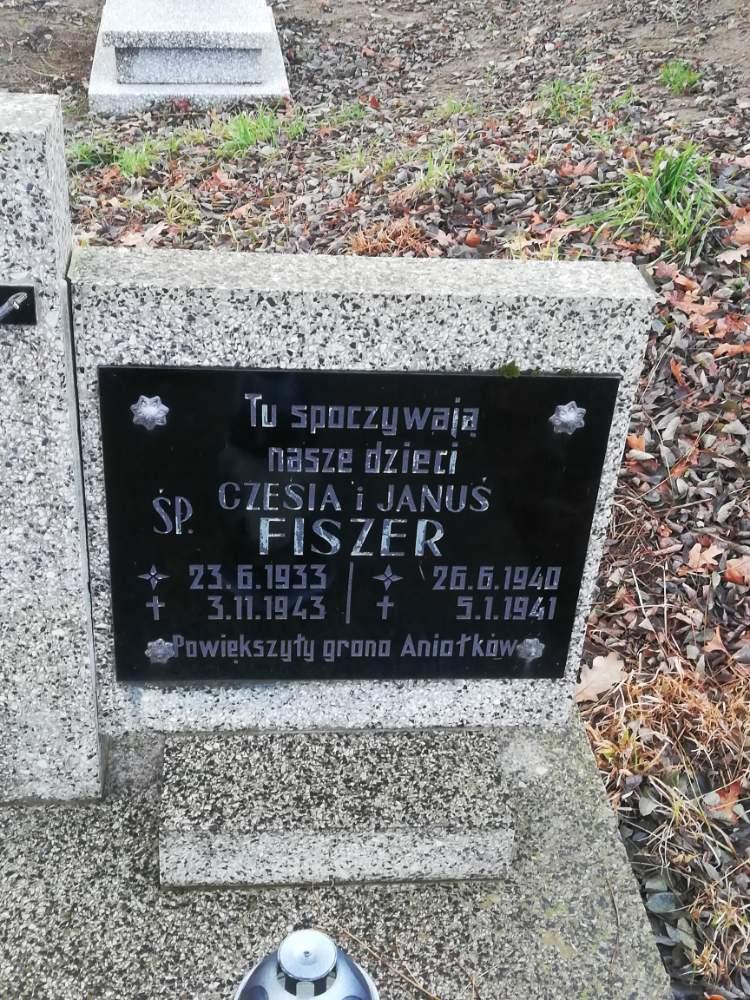 Tu spoczywają
nasze dzieci
CZESIA i JANUŚ
ŚP. FISZER
23.6.1933 26.6.1940
3.11.1943 5.1.1941
Powiększyły grono Aniołków